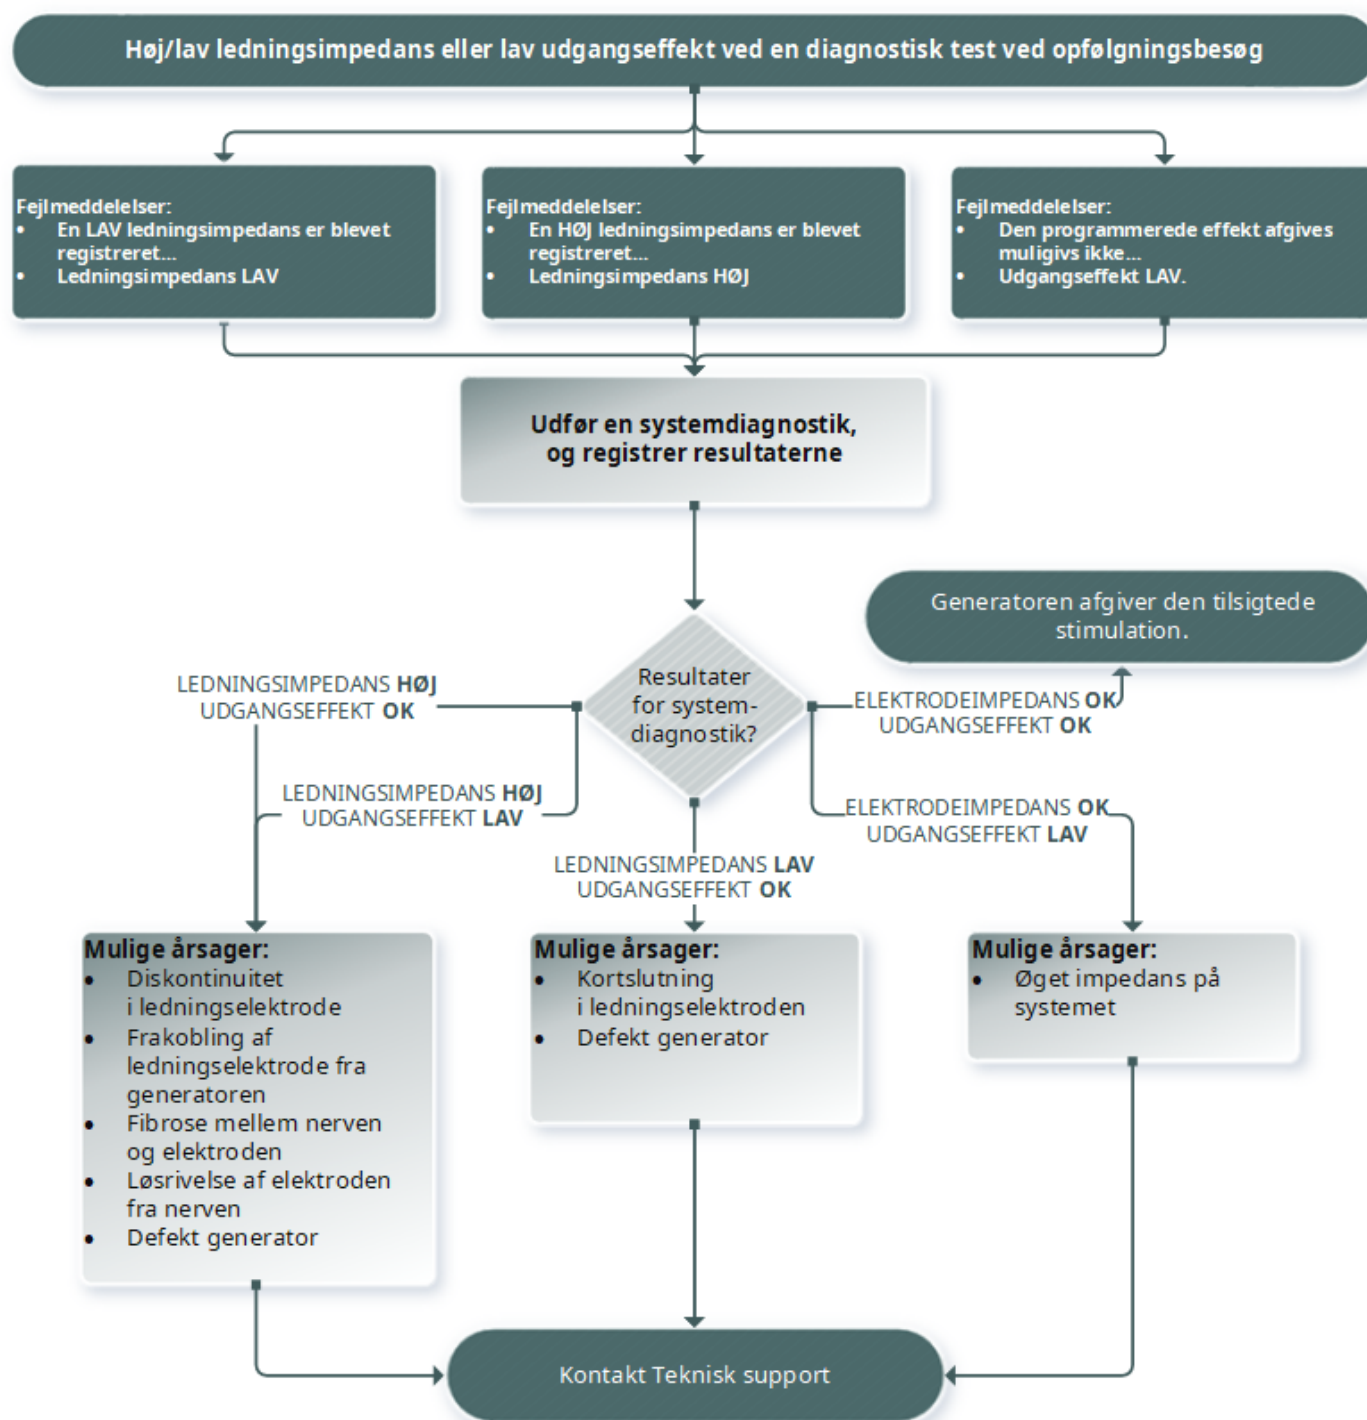 Høj/lav ledningsimpedans eller lav udgangseffekt ved en diagnostisk test ved opfølgningsbesøg
Fejlmeddelelser:
• En LAV ledningsimpedans er blevet
registreret...
• Ledningsimpedans LAV
Fejlmeddelelser:
• En HØJ ledningsimpedans er blevet
registreret...
• Ledningsimpedans HØJ
Fejlmeddelelser:
• Den programmerede effekt afgives
muligivs ikke...
• Udgangseffekt LAV.
Udfør en systemdiagnostik,
og registrer resultaterne
Generatoren afgiver den tilsigtede
stimulation.
Resultater
for system-
diagnostik?
LEDNINGSIMPEDANS HØJ
UDGANGSEFFEKT OK
ELEKTRODEIMPEDANS OK
UDGANGSEFFEKT OK
LEDNINGSIMPEDANS HØJ
UDGANGSEFFEKT LAV
ELEKTRODEIMPEDANS OK
UDGANGSEFFEKT LAV
LEDNINGSIMPEDANS LAV
UDGANGSEFFEKT OK
Mulige årsager:
• Diskontinuitet
i ledningselektrode
• Frakobling af
ledningselektrode fra
generatoren
• Fibrose mellem nerven
og elektroden
• Løsrivelse af elektroden
fra nerven
• Defekt generator
Mulige årsager:
• Kortslutning
i ledningselektroden
• Defekt generator
Mulige årsager:
• Øget impedans på
systemet
Kontakt Teknisk support